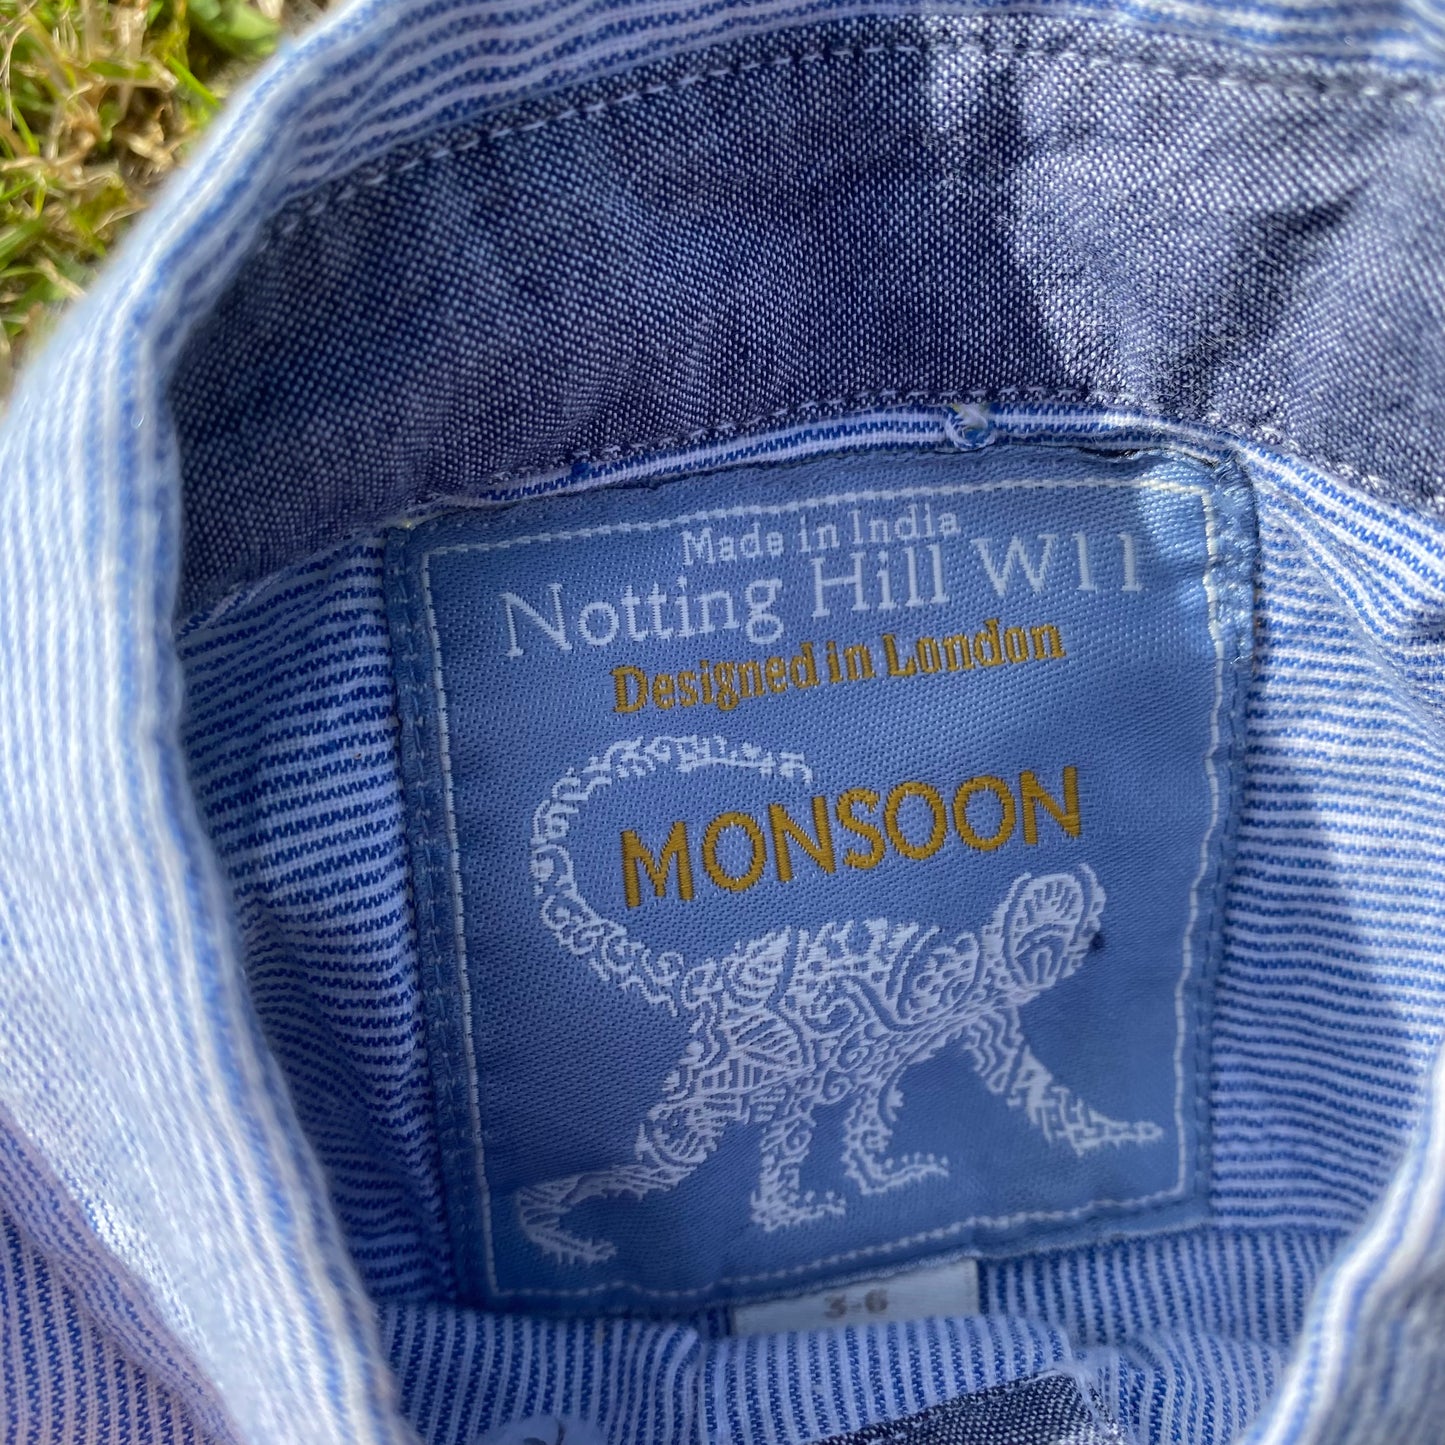 Made in India
Notting Hill W11
Designed in London
MONSOON
3-6